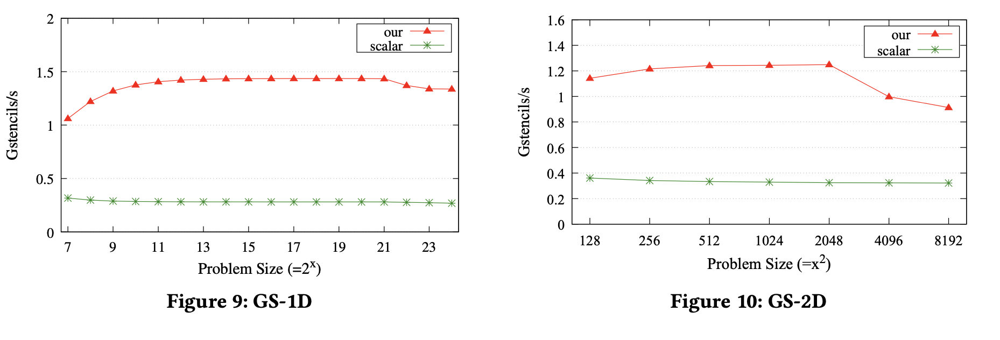 2
1.5
1
0.5
0
Gstencils/s
our
scalar
7 9 11 13 15 17 19 21 23
Problem Size (=2^x)
Figure 9: GS-1D
1.6
1.4
1.2
1
0.8
0.6
0.4
0.2
0
Gstencils/s
our
scalar
128 256 512 1024 2048 4096 8192
Problem Size (=x^2)
Figure 10: GS-2D